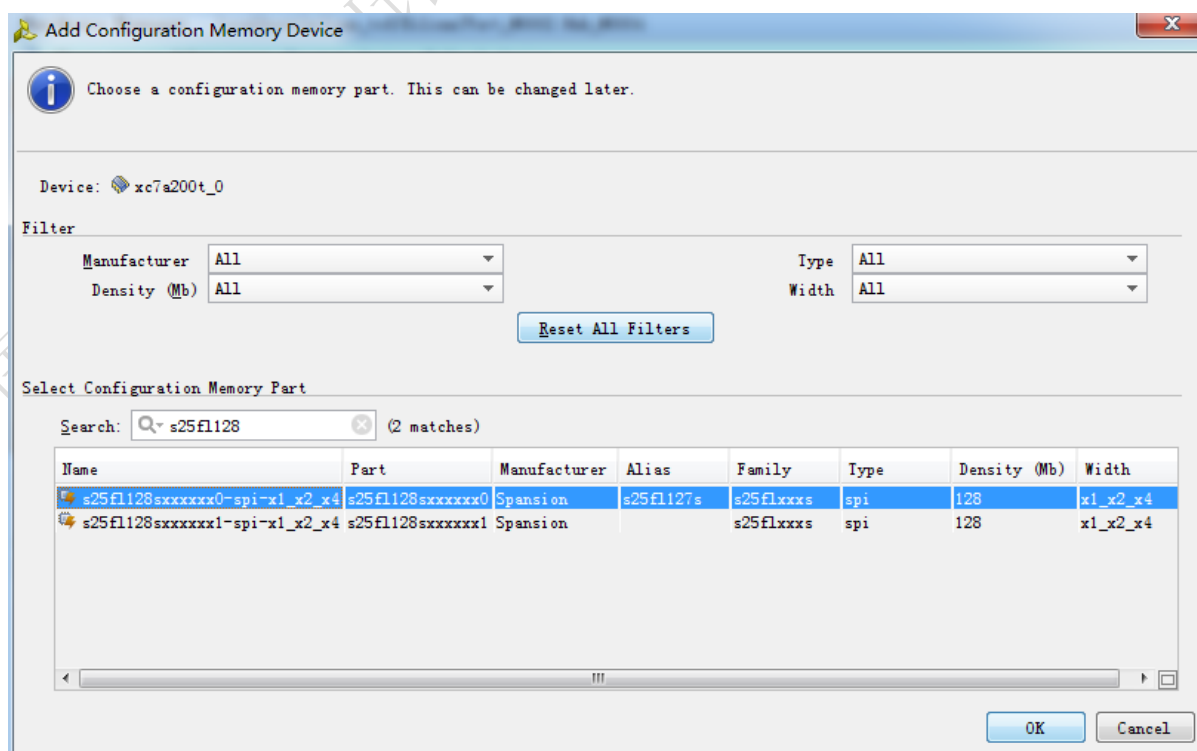 Add Configuration Memory Device
Choose a configuration memory part. This can be changed later.
Device: xc7a200t_0
Filter
Manufacturer All Type All
Density (Mb) All Width All
Reset All Filters
Select Configuration Memory Part
Search: s25fl128 (2 matches)
Name Part Manufacturer Alias Family Type Density (Mb) Width
s25fl128sxxxxxx0-spi-x1_x2_x4 s25fl128sxxxxxx0 Spansion s25fl127s s25flxxxs spi 128 x1_x2_x4
s25fl128sxxxxxx1-spi-x1_x2_x4 s25fl128sxxxxxx1 Spansion s25flxxxs spi 128 x1_x2_x4
OK Cancel